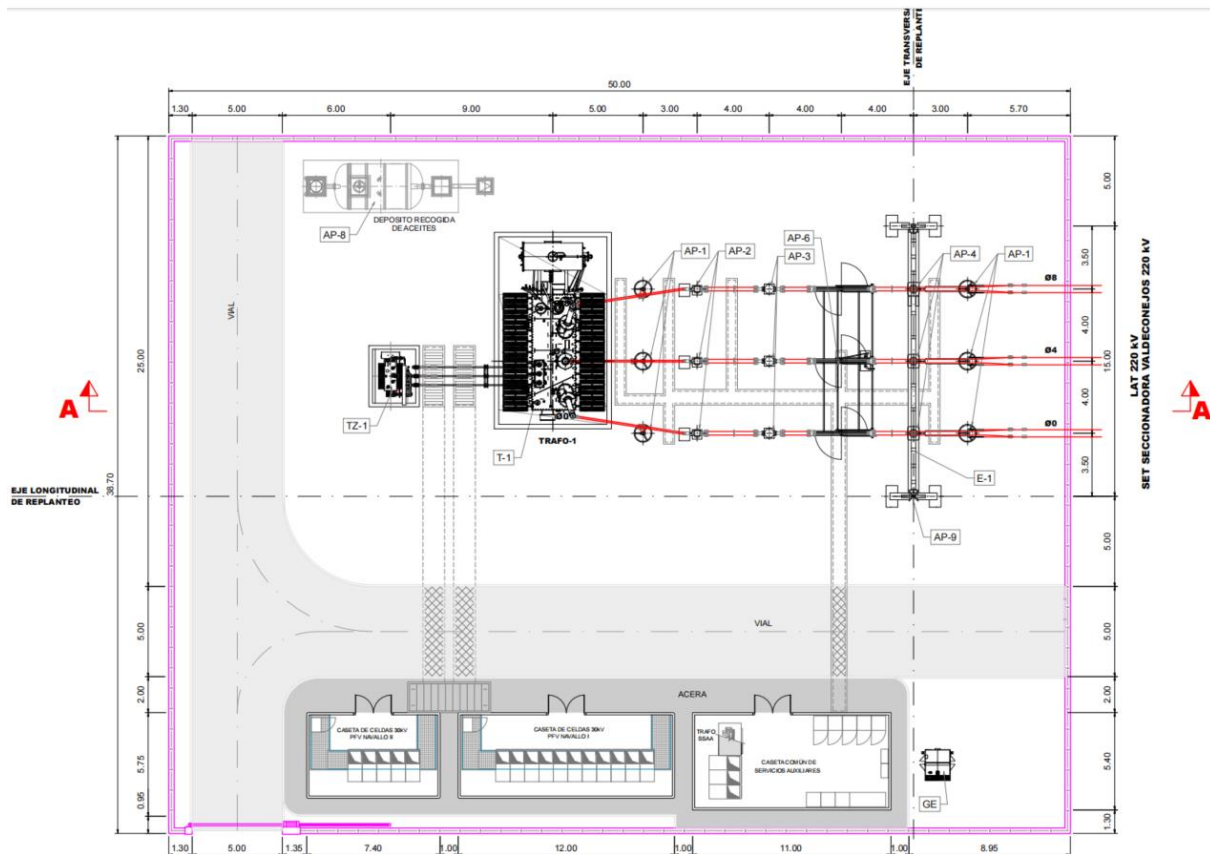 EJE TRANSVERSA
DE REPLANTE
50.00
1.30 5.00 6.00 9.00 5.00 3.00 4.00 4.00 4.00 3.00 5.70
DEPOSITO RECOGIDA
DE ACEITES
AP-8
AP-1
AP-2
AP-6
AP-3
AP-4
AP-1
5.00
3.50
Ø8
VIAL
4.00
25.00
Ø4
15.00
LAT 220 kV
SET SECCIONADORA VALDECONEJOS 220 kV
A
A
4.00
TZ-1
TRAFO-1
Ø0
T-1
3.50
E-1
EJE LONGITUDINAL
DE REPLANTEO
38.70
AP-9
5.00
5.00
VIAL
5.00
2.00
ACERA
2.00
CASETA DE CELDAS 30kV
PFV NAVALLO II
CASETA DE CELDAS 30kV
PFV NAVALLO I
TRAFO
SSAA
CASETA COMÚN DE
SERVICIOS AUXILIARES
5.75
5.40
GE
0.95
1.30
1.30 5.00 1.35 7.40 1.00 12.00 1.00 11.00 1.00 8.95